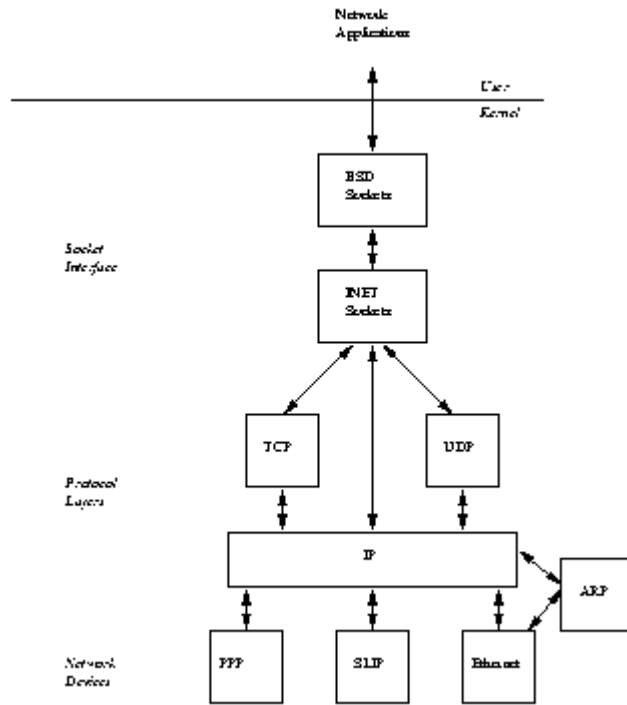 Network
Applications
User
Kernel
BSD
Sockets
Socket
Interface
INET
Sockets
TCP
UDP
Protocol
Layers
IP
ARP
PPP
SLIP
Ethernet
Network
Devices